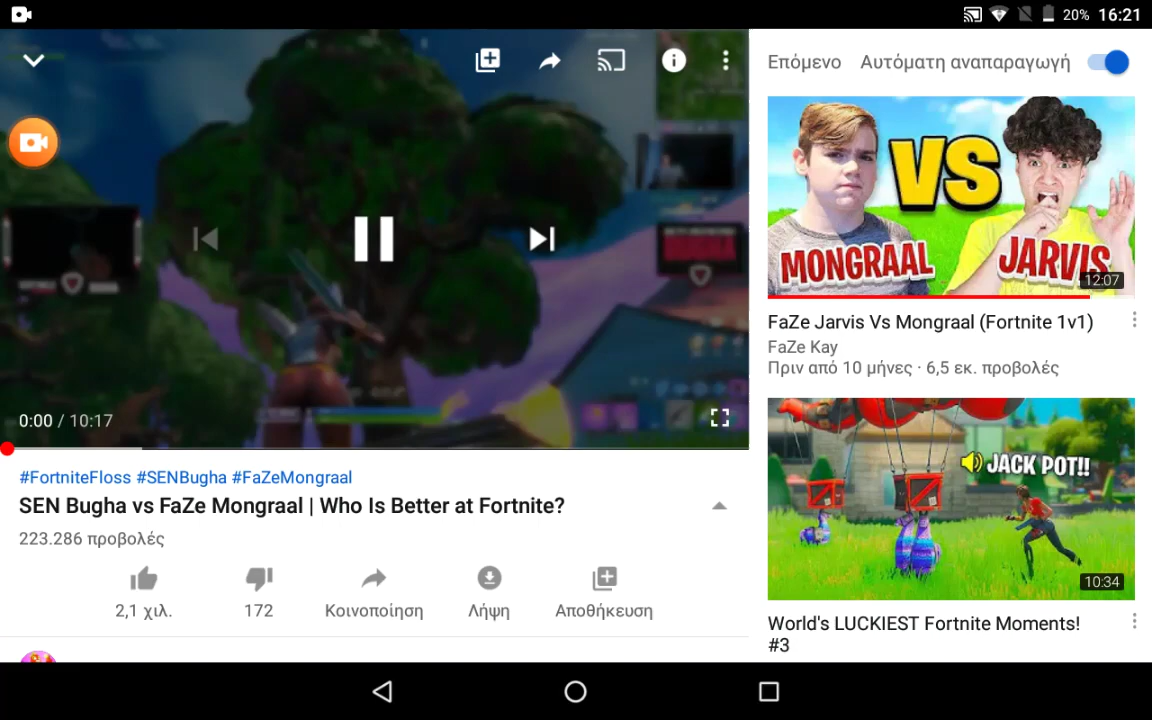 20% 16:21
0:00 / 10:17
#FortniteFloss #SENBugha #FaZeMongraal
SEN Bugha vs FaZe Mongraal | Who Is Better at Fortnite?
223.286 προβολές
2,1 χιλ.
172
Κοινοποίηση
Λήψη
Αποθήκευση
Επόμενο
Αυτόματη αναπαραγωγή
VS
MONGRAAL
JARVIS
12:07
FaZe Jarvis Vs Mongraal (Fortnite 1v1)
FaZe Kay
Πριν από 10 μήνες · 6,5 εκ. προβολές
JACK POT!!
10:34
World's LUCKIEST Fortnite Moments!
#3